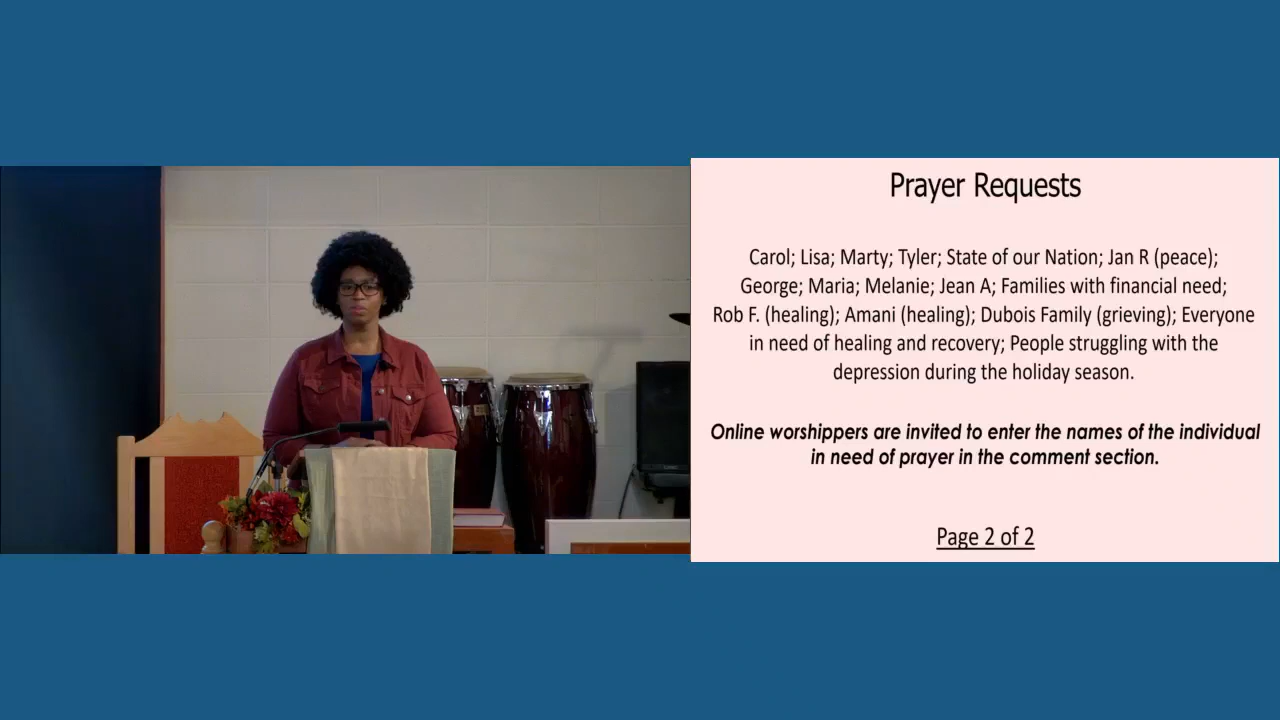 Prayer Requests
Carol; Lisa; Marty; Tyler; State of our Nation; Jan R (peace);
George; Maria; Melanie; Jean A; Families with financial need;
Rob F. (healing); Amani (healing); Dubois Family (grieving); Everyone
in need of healing and recovery; People struggling with the
depression during the holiday season.
Online worshippers are invited to enter the names of the individual
in need of prayer in the comment section.
Page 2 of 2